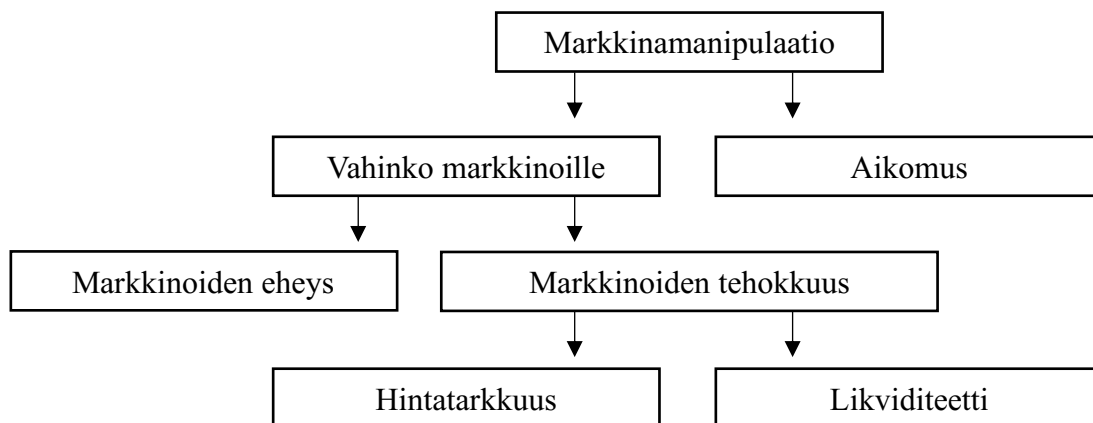 Markkinamanipulaatio
Vahinko markkinoille
Aikomus
Markkinoiden eheys
Markkinoiden tehokkuus
Hintatarkkuus
Likviditeetti